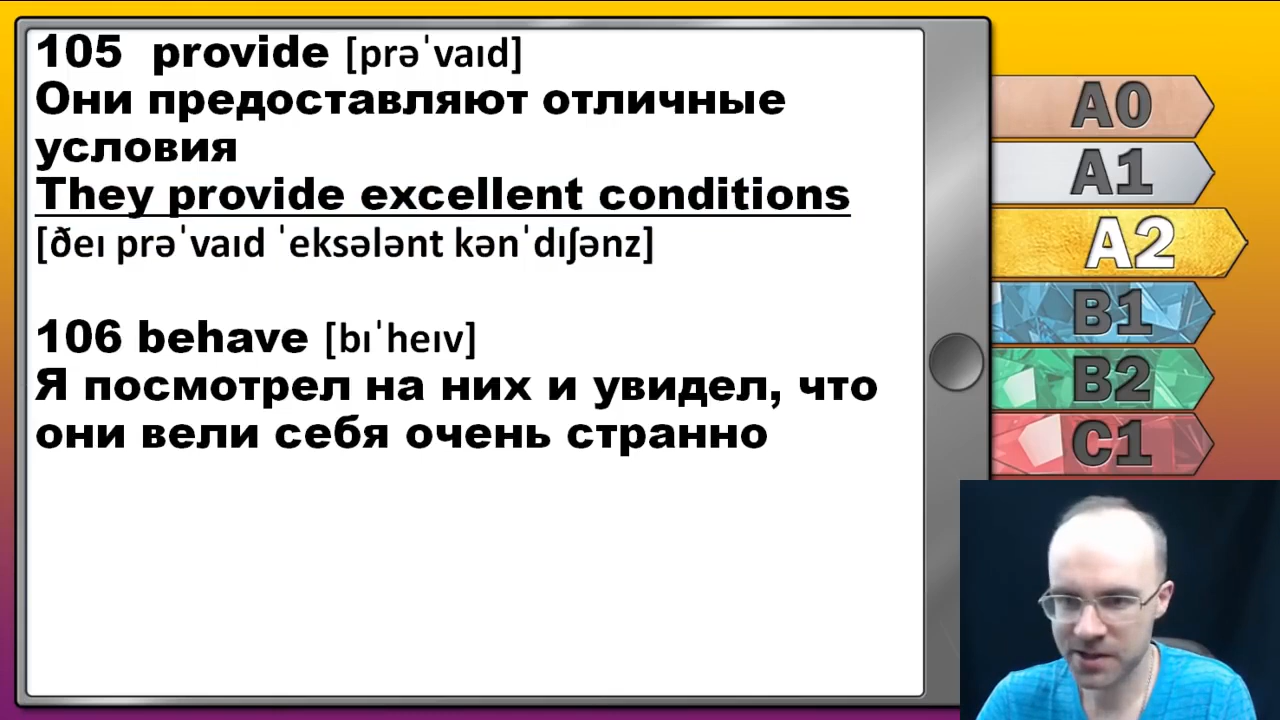 105 provide [prəˈvaɪd]
Они предоставляют отличные
условия
They provide excellent conditions
[ðeɪ prəˈvaɪd ˈeksələnt kənˈdɪʃənz]
106 behave [bɪˈheɪv]
Я посмотрел на них и увидел, что
они вели себя очень странно
A0
A1
A2
B1
B2
C1